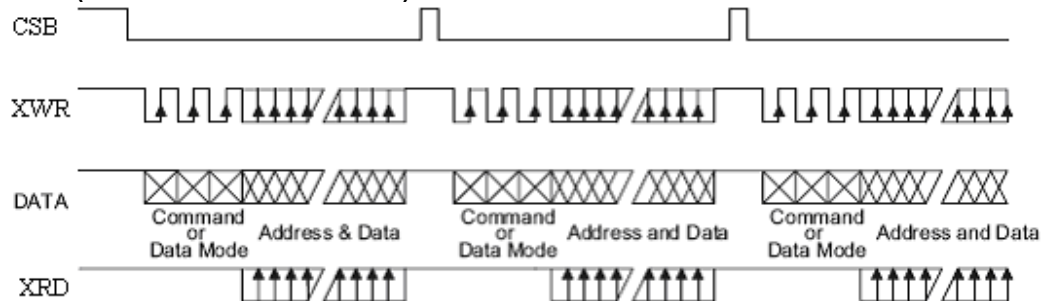 CSB
XWR
DATA
Command
or
Data Mode
Address & Data
Command
or
Data Mode
Address and Data
Command
or
Data Mode
Address and Data
XRD